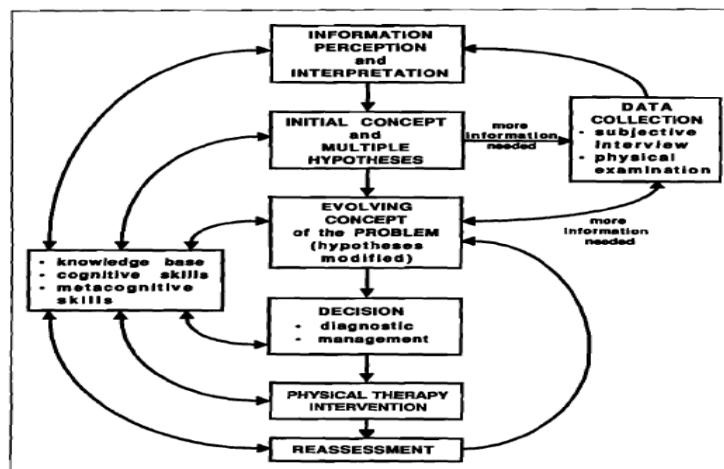 INFORMATION
PERCEPTION
and
INTERPRETATION
INITIAL CONCEPT
and
MULTIPLE
HYPOTHESES
more
information
needed
DATA
COLLECTION
- subjective
interview
- physical
examination
EVOLVING
CONCEPT
of the PROBLEM
(hypotheses
modified)
more
information
needed
- knowledge base
- cognitive skills
- metacognitive
skills
DECISION
- diagnostic
- management
PHYSICAL THERAPY
INTERVENTION
REASSESSMENT